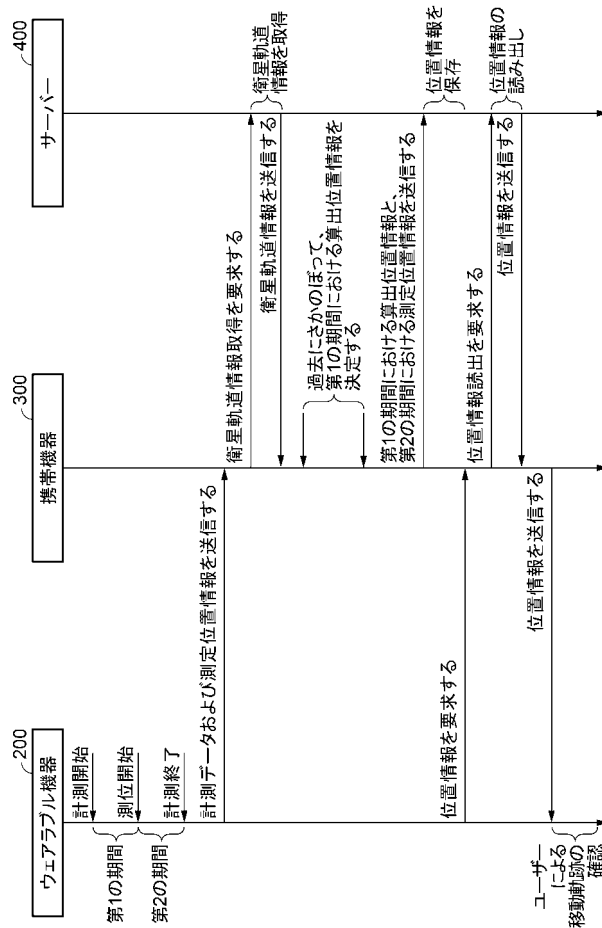 200
ウェアラブル機器
300
携帯機器
400
サーバー
計測開始
第1の期間
測位開始
第2の期間
計測終了
計測データおよび測定位置情報を送信する
衛星軌道情報取得を要求する
衛星軌道
情報を取得
衛星軌道情報を送信する
過去にさかのぼって、
第1の期間における算出位置情報を
決定する
第1の期間における算出位置情報と、
第2の期間における測定位置情報を送信する
位置情報を
保存
位置情報を要求する
位置情報読出を要求する
位置情報の
読み出し
位置情報を送信する
位置情報を送信する
ユーザー
による
移動軌跡の
確認